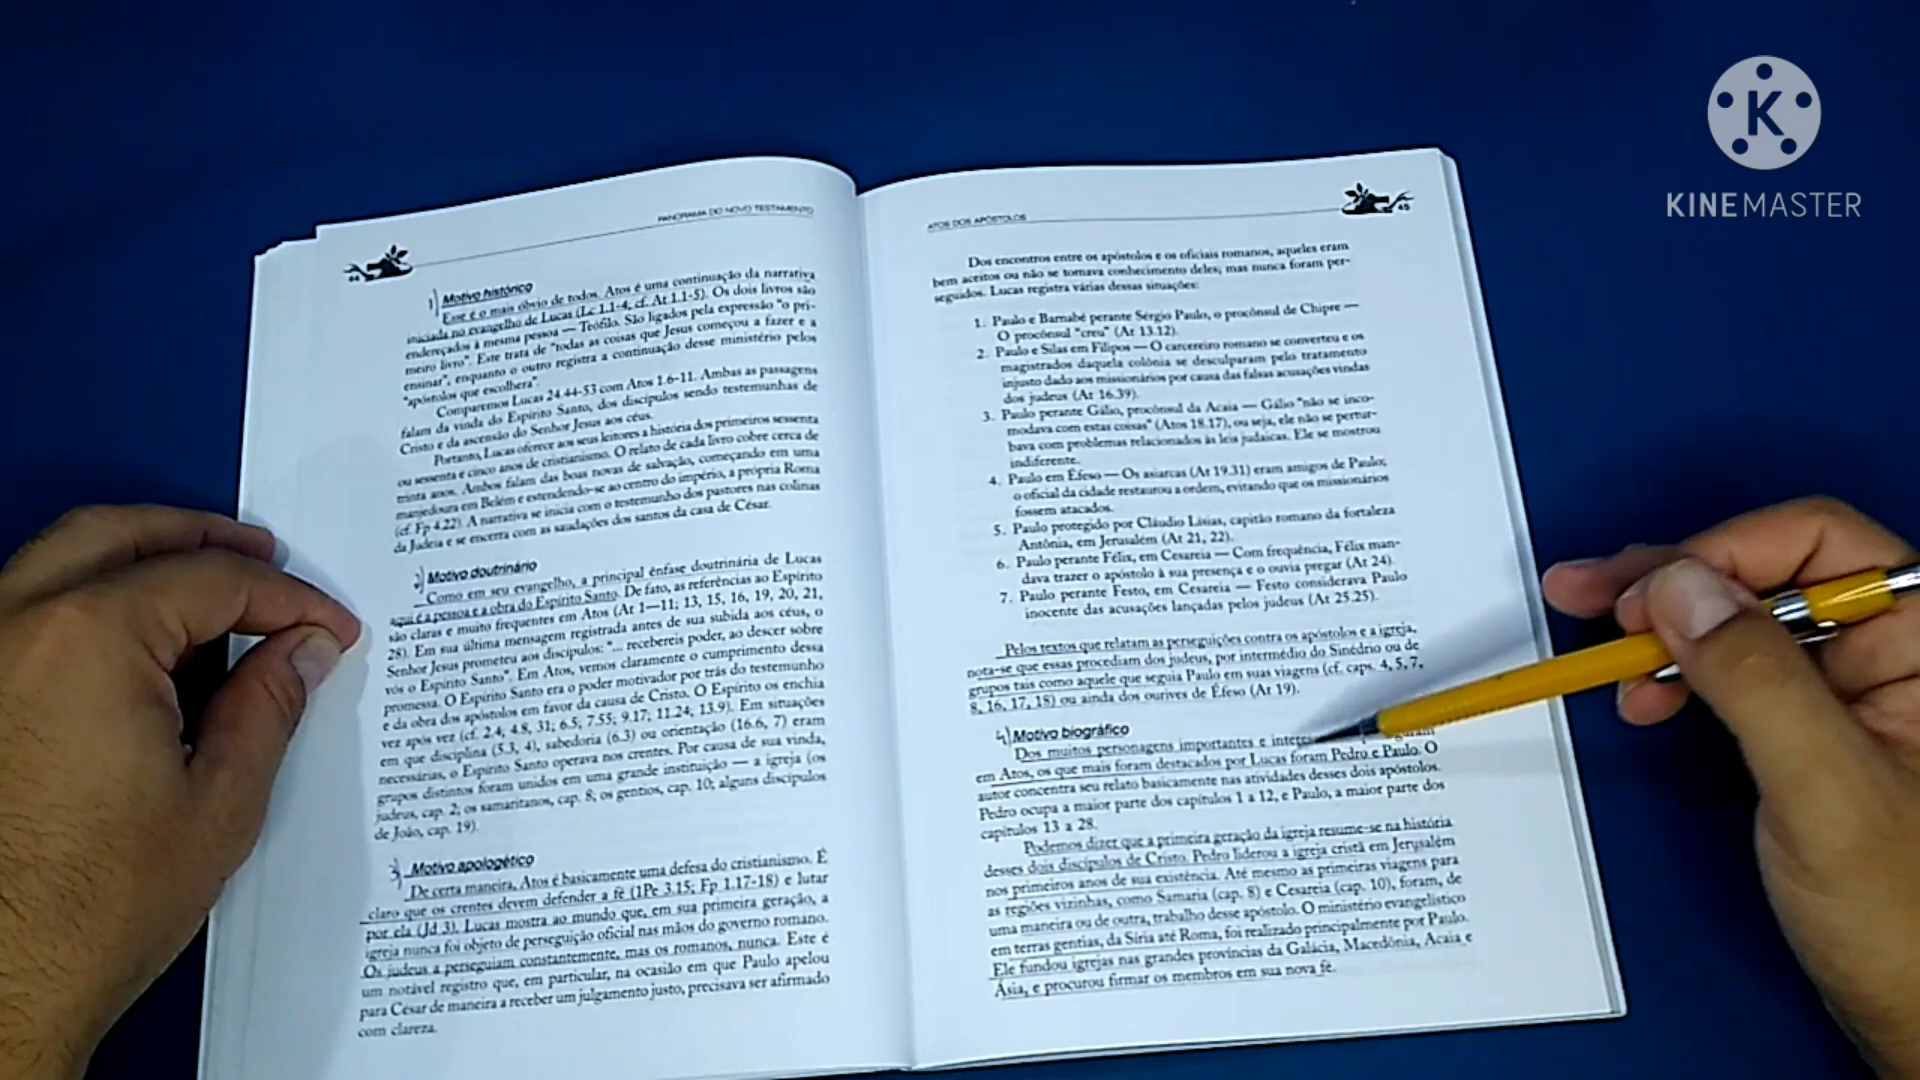 K
KINEMASTER
PANORAMA DO NOVO TESTAMENTO
44
1) Motivo histórico
Esse é o mais óbvio de todos. Atos é uma continuação da narrativa
iniciada no evangelho de Lucas (Lc 1.1-4, cf. At 1.1-5). Os dois livros são
endereçados à mesma pessoa — Teófilo. São ligados pela expressão "o pri-
meiro livro". Este trata de "todas as coisas que Jesus começou a fazer e a
ensinar", enquanto o outro registra a continuação desse ministério pelos
"apóstolos que escolhera".
Comparemos Lucas 24.44-53 com Atos 1.6-11. Ambas as passagens
falam da vinda do Espírito Santo, dos discípulos sendo testemunhas de
Cristo e da ascensão do Senhor Jesus aos céus.
Portanto, Lucas oferece aos seus leitores a história dos primeiros sessenta
ou sessenta e cinco anos de cristianismo. O relato de cada livro cobre cerca de
trinta anos. Ambos falam das boas novas de salvação, começando em uma
manjedoura em Belém e estendendo-se ao centro do império, a própria Roma
(cf. Fp 4.22). A narrativa se inicia com o testemunho dos pastores nas colinas
da Judeia e se encerra com as saudações dos santos da casa de César.
2) Motivo doutrinário
Como em seu evangelho, a principal ênfase doutrinária de Lucas
aqui é a pessoa e a obra do Espírito Santo. De fato, as referências ao Espírito
são claras e muito frequentes em Atos (At 1—11; 13, 15, 16, 19, 20, 21,
28). Em sua última mensagem registrada antes de sua subida aos céus, o
Senhor Jesus prometeu aos discípulos: "... recebereis poder, ao descer sobre
vós o Espírito Santo". Em Atos, vemos claramente o cumprimento dessa
promessa. O Espírito Santo era o poder motivador por trás do testemunho
e da obra dos apóstolos em favor da causa de Cristo. O Espírito os enchia
vez após vez (cf. 2.4, 4.8, 31; 6.5; 7.55; 9.17; 11.24; 13.9). Em situações
em que disciplina (5.3, 4), sabedoria (6.3) ou orientação (16.6, 7) eram
necessárias, o Espírito Santo operava nos crentes. Por causa de sua vinda,
grupos distintos foram unidos em uma grande instituição — a igreja (os
judeus, cap. 2; os samaritanos, cap. 8; os gentios, cap. 10; alguns discípulos
de João, cap. 19).
3) Motivo apologético
De certa maneira, Atos é basicamente uma defesa do cristianismo. É
claro que os crentes devem defender a fé (1Pe 3.15; Fp 1.17-18) e lutar
por ela (Jd 3). Lucas mostra ao mundo que, em sua primeira geração, a
igreja nunca foi objeto de perseguição oficial nas mãos do governo romano.
Os judeus a perseguiam constantemente, mas os romanos, nunca. Este é
um notável registro que, em particular, na ocasião em que Paulo apelou
para César de maneira a receber um julgamento justo, precisava ser afirmado
com clareza.
ATOS DOS APÓSTOLOS
45
Dos encontros entre os apóstolos e os oficiais romanos, aqueles eram
bem aceitos ou não se tomava conhecimento deles; mas nunca foram per-
seguidos. Lucas registra várias dessas situações:
1. Paulo e Barnabé perante Sérgio Paulo, o procônsul de Chipre —
O procônsul "creu" (At 13.12).
2. Paulo e Silas em Filipos — O carcereiro romano se converteu e os
magistrados daquela colônia se desculparam pelo tratamento
injusto dado aos missionários por causa das falsas acusações vindas
dos judeus (At 16.39).
3. Paulo perante Gálio, procônsul da Acaia — Gálio "não se inco-
modava com estas coisas" (Atos 18.17), ou seja, ele não se pertur-
bava com problemas relacionados às leis judaicas. Ele se mostrou
indiferente.
4. Paulo em Éfeso — Os asiarcas (At 19.31) eram amigos de Paulo;
o oficial da cidade restaurou a ordem, evitando que os missionários
fossem atacados.
5. Paulo protegido por Cláudio Lísias, capitão romano da fortaleza
Antônia, em Jerusalém (At 21, 22).
6. Paulo perante Félix, em Cesareia — Com frequência, Félix man-
dava trazer o apóstolo à sua presença e o ouvia pregar (At 24).
7. Paulo perante Festo, em Cesareia — Festo considerava Paulo
inocente das acusações lançadas pelos judeus (At 25.25).
Pelos textos que relatam as perseguições contra os apóstolos e a igreja,
nota-se que essas procediam dos judeus, por intermédio do Sinédrio ou de
grupos tais como aquele que seguia Paulo em suas viagens (cf. caps. 4, 5, 7,
8, 16, 17, 18) ou ainda dos ourives de Éfeso (At 19).
4) Motivo biográfico
Dos muitos personagens importantes e
em Atos, os que mais foram destacados por Lucas foram Pedro e Paulo. O
autor concentra seu relato basicamente nas atividades desses dois apóstolos.
Pedro ocupa a maior parte dos capítulos 1 a 12, e Paulo, a maior parte dos
capítulos 13 a 28.
Podemos dizer que a primeira geração da igreja resume-se na história
desses dois discípulos de Cristo. Pedro liderou a igreja cristã em Jerusalém
nos primeiros anos de sua existência. Até mesmo as primeiras viagens para
as regiões vizinhas, como Samaria (cap. 8) e Cesareia (cap. 10), foram, de
uma maneira ou de outra, trabalho desse apóstolo. O ministério evangelístico
em terras gentias, da Síria até Roma, foi realizado principalmente por Paulo.
Ele fundou igrejas nas grandes províncias da Galácia, Macedônia, Acaia e
Ásia, e procurou firmar os membros em sua nova fé.